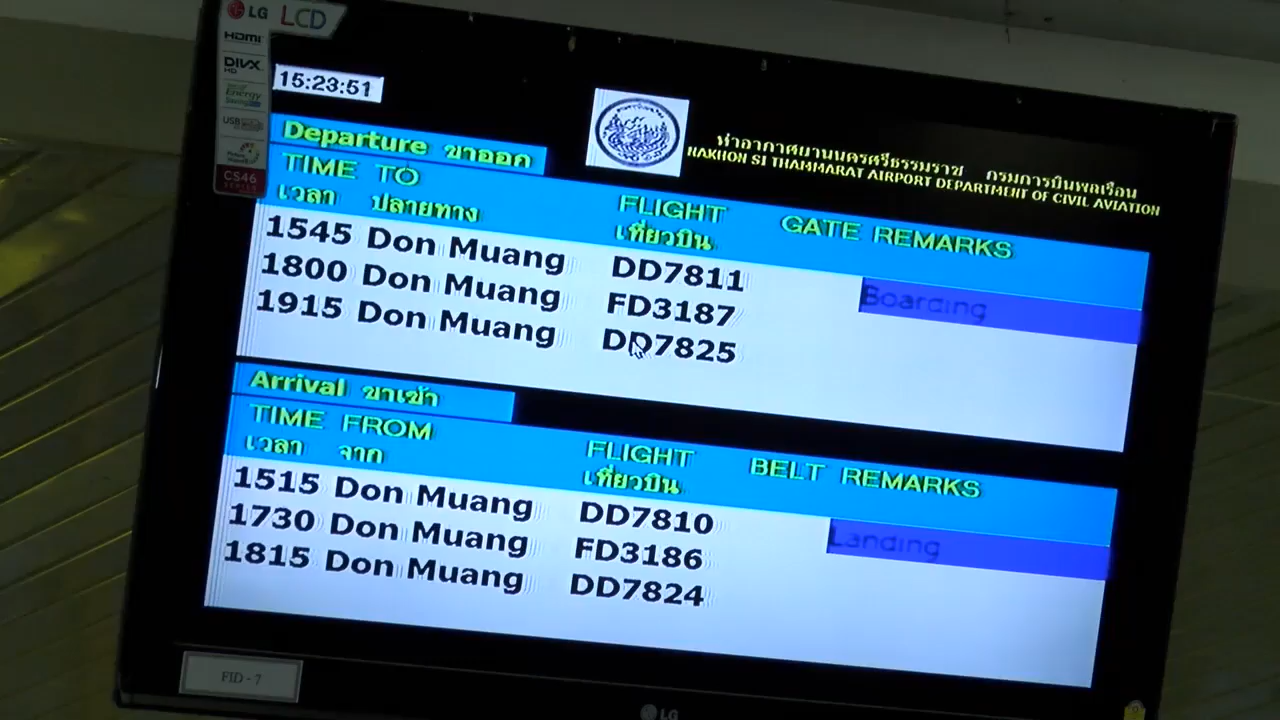 LG LCD
HDMI
DIVX
HD
Energy
Saving
USB
CS46
SERIES
15:23:51
ท่าอากาศยานนครศรีธรรมราช กรมการบินพลเรือน
NAKHON SI THAMMARAT AIRPORT DEPARTMENT OF CIVIL AVIATION
Departure ขาออก
TIME TO FLIGHT GATE REMARKS
เวลา ปลายทาง เที่ยวบิน
1545 Don Muang DD7811 Boarding
1800 Don Muang FD3187
1915 Don Muang DD7825
Arrival ขาเข้า
TIME FROM FLIGHT BELT REMARKS
เวลา จาก เที่ยวบิน
1515 Don Muang DD7810 Landing
1730 Don Muang FD3186
1815 Don Muang DD7824
FID - 7
LG